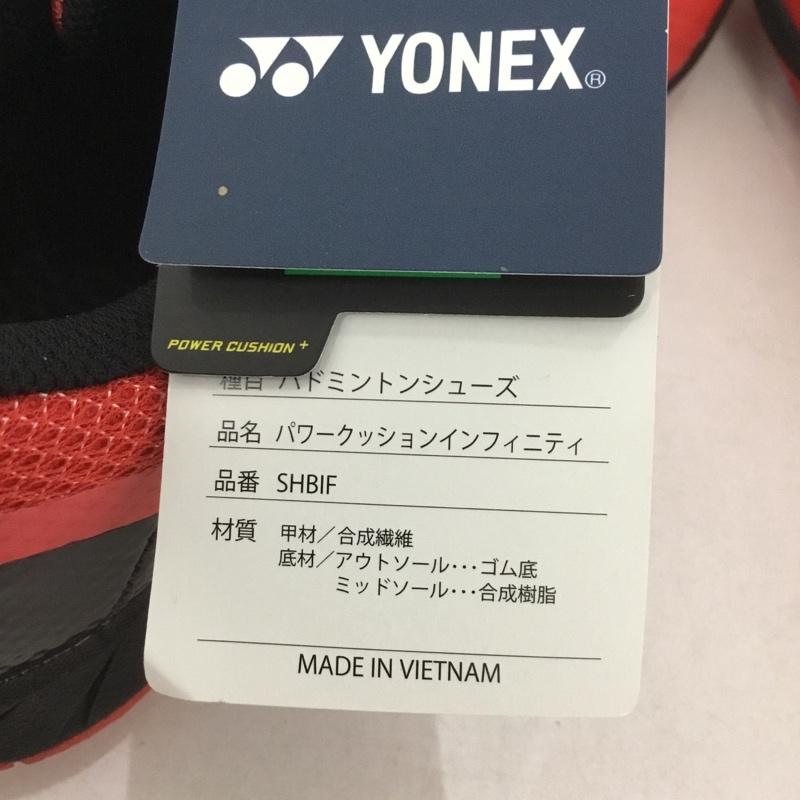 YONEX®
POWER CUSHION+
種目 バドミントンシューズ
品名 パワークッションインフィニティ
品番 SHBIF
材質 甲材／合成繊維
底材／アウトソール･･･ゴム底
ミッドソール･･･合成樹脂
MADE IN VIETNAM